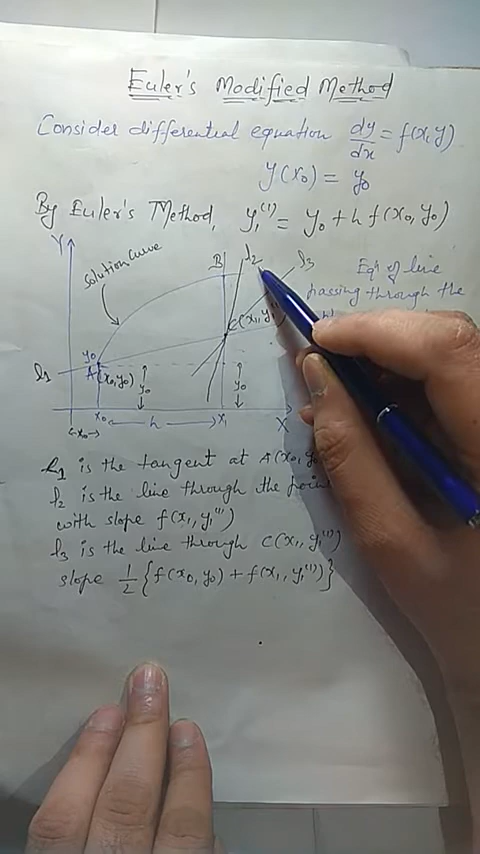 Euler's Modified Method
Consider differential equation dy/dx = f(x,y)
y(x₀) = y₀
By Euler's Method, y₁⁽¹⁾ = y₀ + h f(x₀, y₀)
Y
B
l₂
l₃
solution curve
C(x₁, y₁⁽¹⁾)
Eqⁿ of line
passing through the
y₀
l₁
A(x₀, y₀)
y₀
y₀
x₀
h
x₁
X
x₀
l₁ is the tangent at A(x₀, y₀
l₂ is the line through the poin
with slope f(x₁, y₁⁽¹⁾)
l₃ is the line through C(x₁, y₁⁽¹⁾)
slope 1/2 {f(x₀, y₀) + f(x₁, y₁⁽¹⁾)}